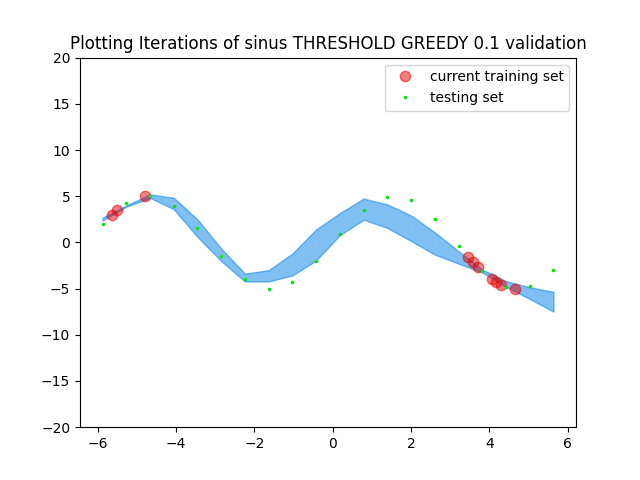 Plotting Iterations of sinus THRESHOLD GREEDY 0.1 validation
current training set
testing set
20
15
10
5
0
−5
−10
−15
−20
−6 −4 −2 0 2 4 6